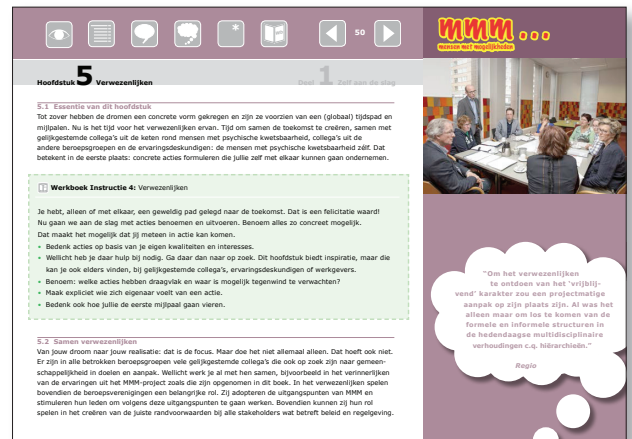 *
50
mmm...
mensen met mogelijkheden
Hoofdstuk 5 Verwezenlijken
Deel 1 Zelf aan de slag
5.1 Essentie van dit hoofdstuk
Tot zover hebben de dromen een concrete vorm gekregen en zijn ze voorzien van een (globaal) tijdspad en
mijlpalen. Nu is het tijd voor het verwezenlijken ervan. Tijd om samen de toekomst te creëren, samen met
gelijkgestemde collega's uit de keten rond mensen met psychische kwetsbaarheid, collega's uit de
andere beroepsgroepen en de ervaringsdeskundigen: de mensen met psychische kwetsbaarheid zélf. Dat
betekent in de eerste plaats: concrete acties formuleren die jullie zelf met elkaar kunnen gaan ondernemen.
Werkboek Instructie 4: Verwezenlijken
Je hebt, alleen of met elkaar, een geweldig pad gelegd naar de toekomst. Dat is een felicitatie waard!
Nu gaan we aan de slag met acties benoemen en uitvoeren. Benoem alles zo concreet mogelijk.
Dat maakt het mogelijk dat jij meteen in actie kan komen.
• Bedenk acties op basis van je eigen kwaliteiten en interesses.
• Wellicht heb je daar hulp bij nodig. Ga daar dan naar op zoek. Dit hoofdstuk biedt inspiratie, maar die
kan je ook elders vinden, bij gelijkgestemde collega's, ervaringsdeskundigen of werkgevers.
• Benoem: welke acties hebben draagvlak en waar is mogelijk tegenwind te verwachten?
• Maak expliciet wie zich eigenaar voelt van een actie.
• Bedenk ook hoe jullie de eerste mijlpaal gaan vieren.
5.2 Samen verwezenlijken
Van jouw droom naar jouw realisatie: dat is de focus. Maar doe het niet allemaal alleen. Dat hoeft ook niet.
Er zijn in alle betrokken beroepsgroepen vele gelijkgestemde collega's die ook op zoek zijn naar gemeen-
schappelijkheid in doelen en aanpak. Wellicht werk je al met hen samen, bijvoorbeeld in het verinnerlijken
van de ervaringen uit het MMM-project zoals die zijn opgenomen in dit boek. In het verwezenlijken spelen
bovendien de beroepsverenigingen een belangrijke rol. Zij adopteren de uitgangspunten van MMM en
stimuleren hun leden om volgens deze uitgangspunten te gaan werken. Bovendien kunnen zij hun rol
spelen in het creëren van de juiste randvoorwaarden bij alle stakeholders wat betreft beleid en regelgeving.
"Om het verwezenlijken
te ontdoen van het 'vrijblij-
vend' karakter zou een projectmatige
aanpak op zijn plaats zijn. Al was het
alleen maar om los te komen van de
formele en informele structuren in
de hedendaagse multidisciplinaire
verhoudingen c.q. hiërarchieën."
Regio